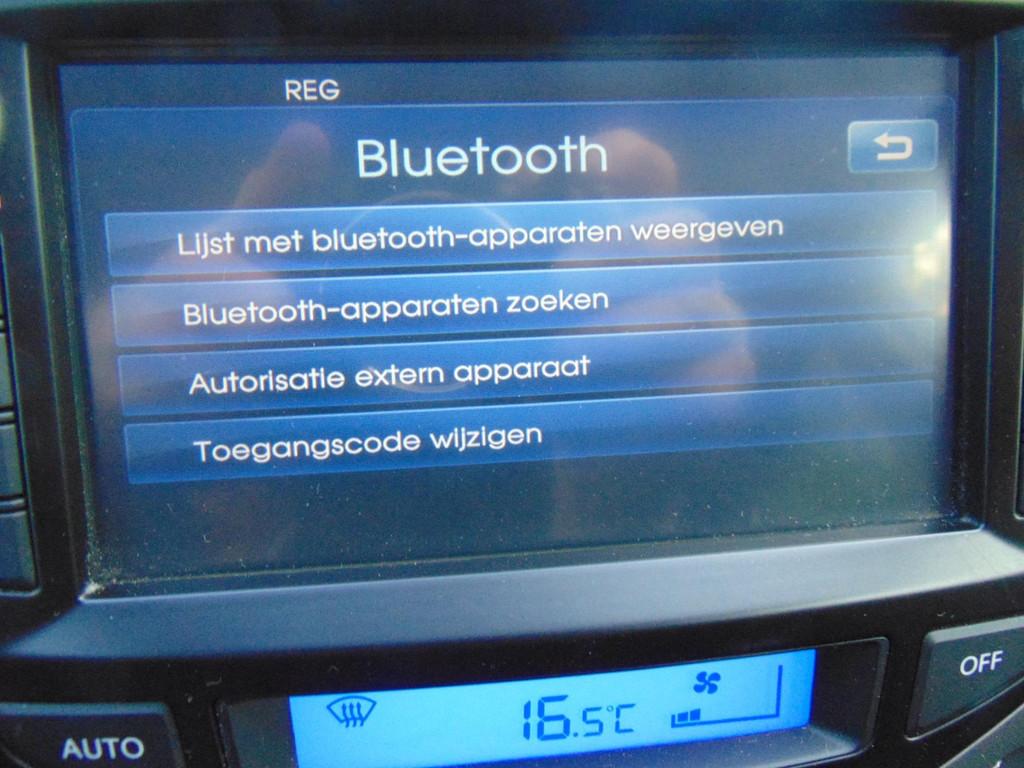 REG
Bluetooth
Lijst met bluetooth-apparaten weergeven
Bluetooth-apparaten zoeken
Autorisatie extern apparaat
Toegangscode wijzigen
OFF
16.5°C
AUTO